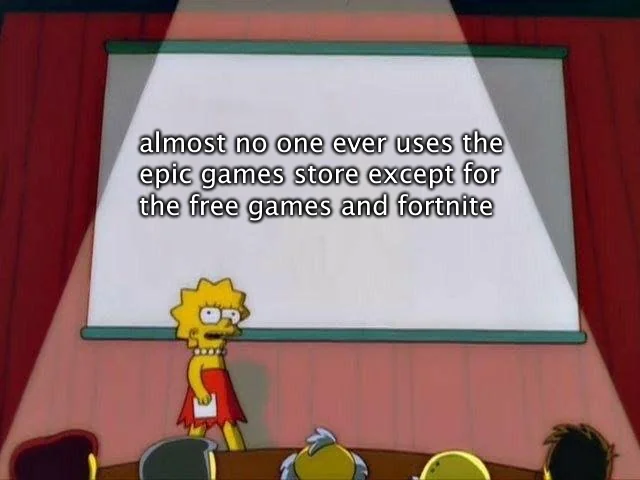 almost no one ever uses the
epic games store except for
the free games and fortnite